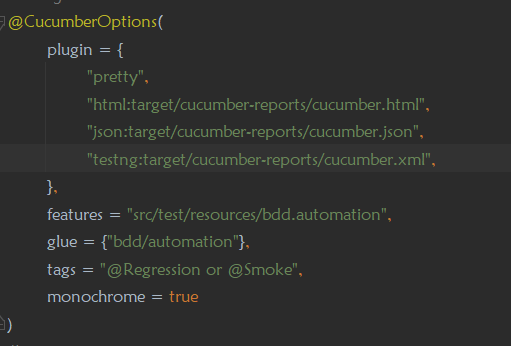 @CucumberOptions(
plugin = {
"pretty",
"html:target/cucumber-reports/cucumber.html",
"json:target/cucumber-reports/cucumber.json",
"testng:target/cucumber-reports/cucumber.xml",
},
features = "src/test/resources/bdd.automation",
glue = {"bdd/automation"},
tags = "@Regression or @Smoke",
monochrome = true
)